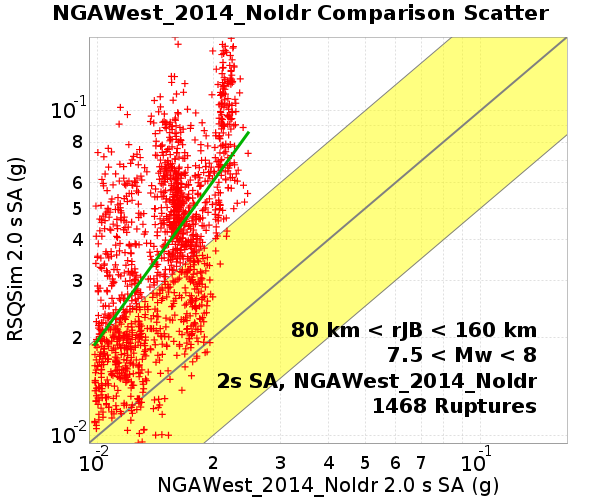 NGAWest_2014_NoIdr Comparison Scatter
RSQSim 2.0 s SA (g)
10⁻¹
8
6
5
4
3
2
10⁻²
80 km < rJB < 160 km
7.5 < Mw < 8
2s SA, NGAWest_2014_NoIdr
1468 Ruptures
10⁻² 2 3 4 5 6 7 10⁻¹
NGAWest_2014_NoIdr 2.0 s SA (g)